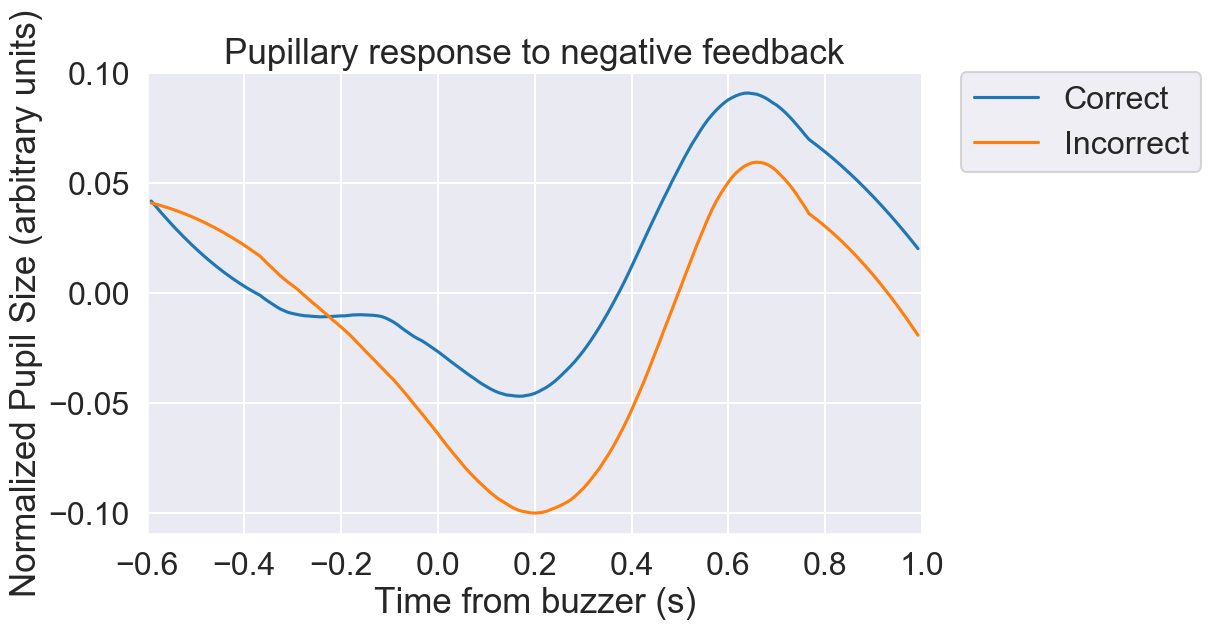 Pupillary response to negative feedback
Normalized Pupil Size (arbitrary units)
0.10
0.05
0.00
−0.05
−0.10
−0.6 −0.4 −0.2 0.0 0.2 0.4 0.6 0.8 1.0
Time from buzzer (s)
Correct
Incorrect